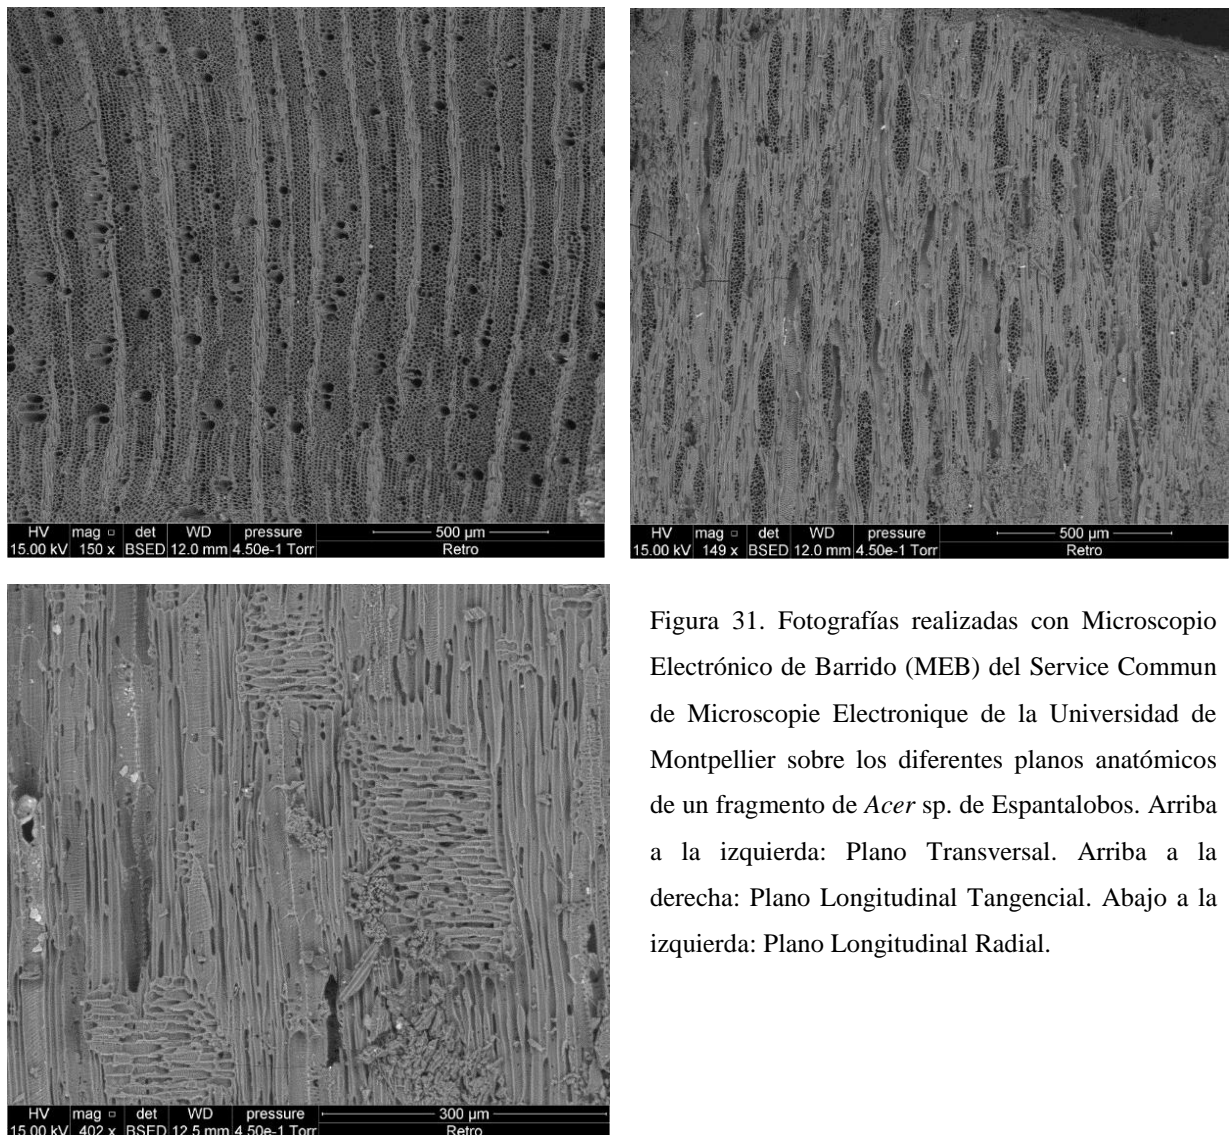 HV mag □ det WD pressure 500 µm
15.00 kV 150 x BSED 12.0 mm 4.50e-1 Torr Retro
HV mag □ det WD pressure 500 µm
15.00 kV 149 x BSED 12.0 mm 4.50e-1 Torr Retro
HV mag □ det WD pressure 300 µm
15.00 kV 402 x BSED 12.5 mm 4.50e-1 Torr Retro
Figura 31. Fotografías realizadas con Microscopio
Electrónico de Barrido (MEB) del Service Commun
de Microscopie Electronique de la Universidad de
Montpellier sobre los diferentes planos anatómicos
de un fragmento de Acer sp. de Espantalobos. Arriba
a la izquierda: Plano Transversal. Arriba a la
derecha: Plano Longitudinal Tangencial. Abajo a la
izquierda: Plano Longitudinal Radial.